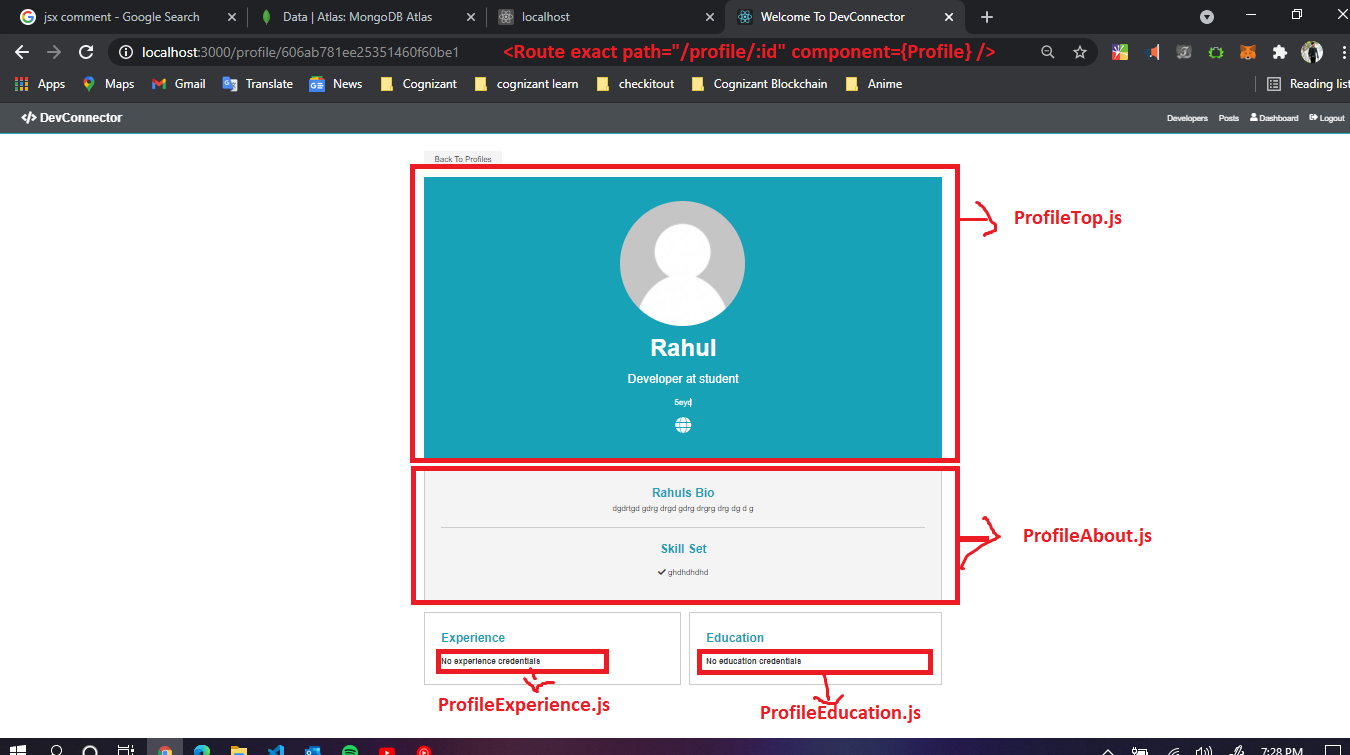 jsx comment - Google Search
Data | Atlas: MongoDB Atlas
localhost
Welcome To DevConnector
localhost:3000/profile/606ab781ee25351460f60be1
<Route exact path="/profile/:id" component={Profile} />
Apps
Maps
Gmail
Translate
News
Cognizant
cognizant learn
checkitout
Cognizant Blockchain
Anime
Reading list
DevConnector
Developers
Posts
Dashboard
Logout
Back To Profiles
ProfileTop.js
Rahul
Developer at student
Rahuls Bio
dgdrtgd gdrg drgd gdrg drgrg drg dg d g
ProfileAbout.js
Skill Set
ghdhdhdhd
Experience
Education
No experience credentials
No education credentials
ProfileExperience.js
ProfileEducation.js
7:28 PM